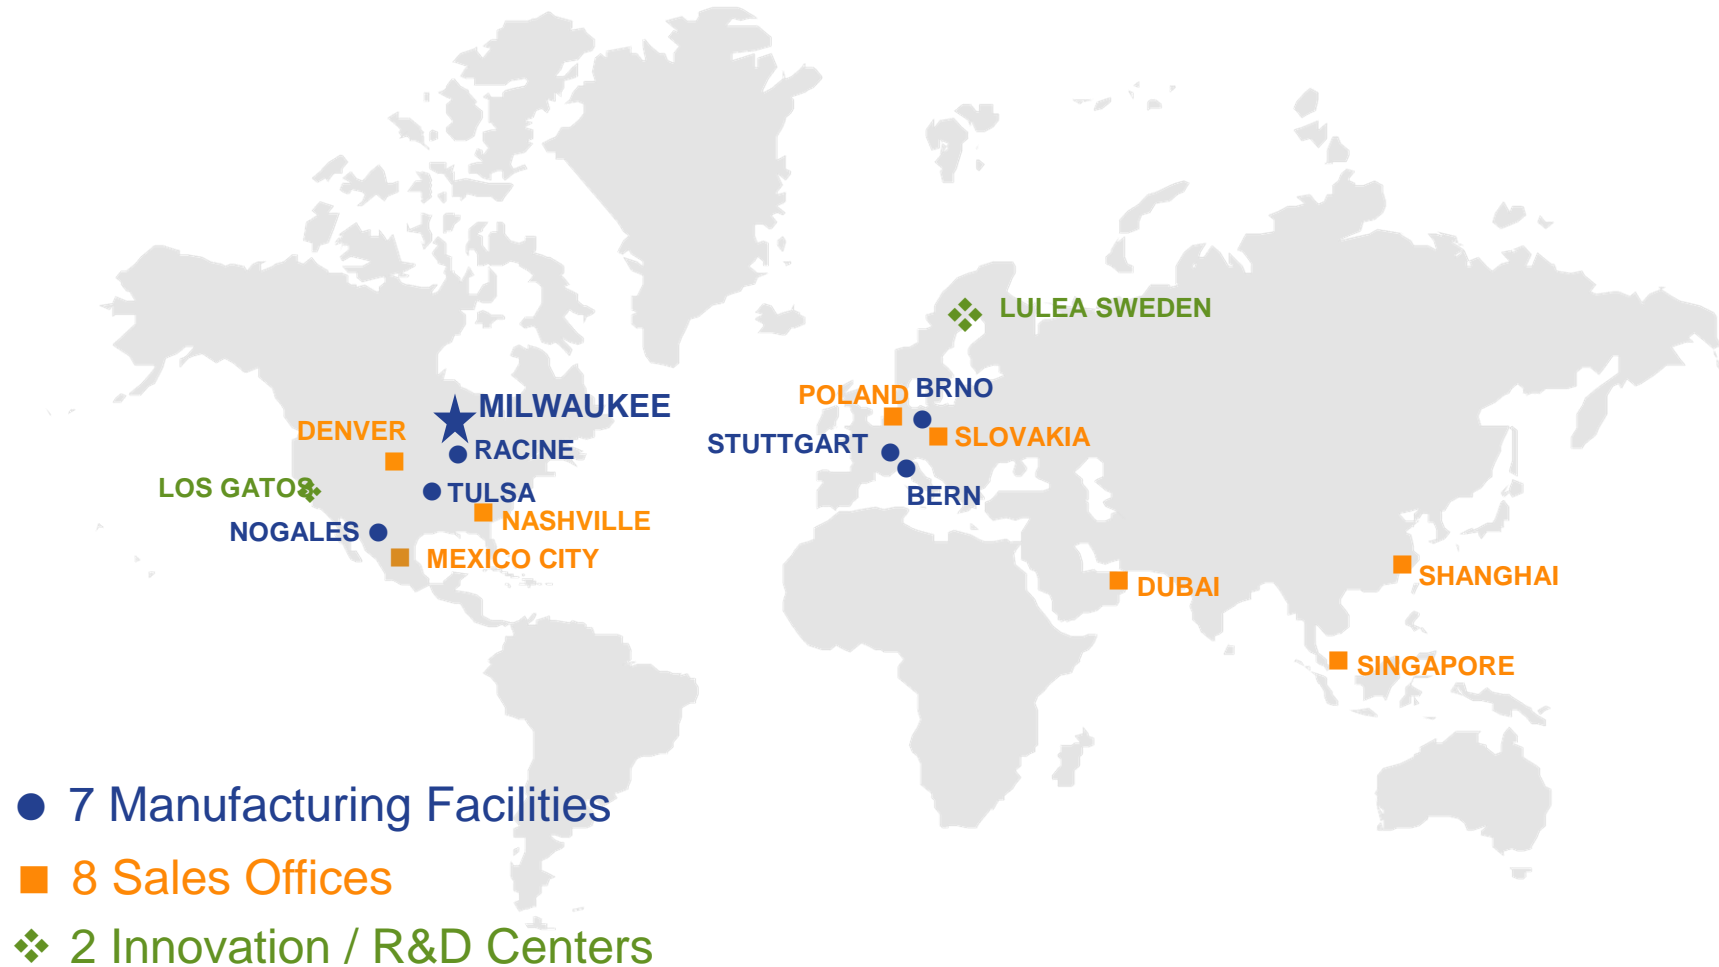 LULEA SWEDEN
BRNO
POLAND
MILWAUKEE
DENVER
SLOVAKIA
STUTTGART
RACINE
LOS GATOS
TULSA
BERN
NASHVILLE
NOGALES
MEXICO CITY
SHANGHAI
DUBAI
SINGAPORE
7 Manufacturing Facilities
8 Sales Offices
2 Innovation / R&D Centers